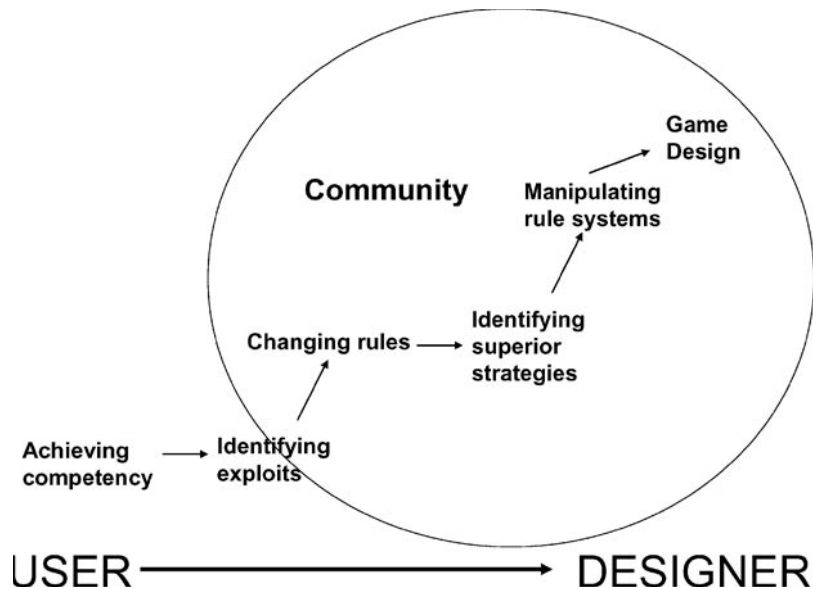 Game
Design
Community
Manipulating
rule systems
Identifying
superior
strategies
Changing rules
Achieving
competency
Identifying
exploits
USER
DESIGNER